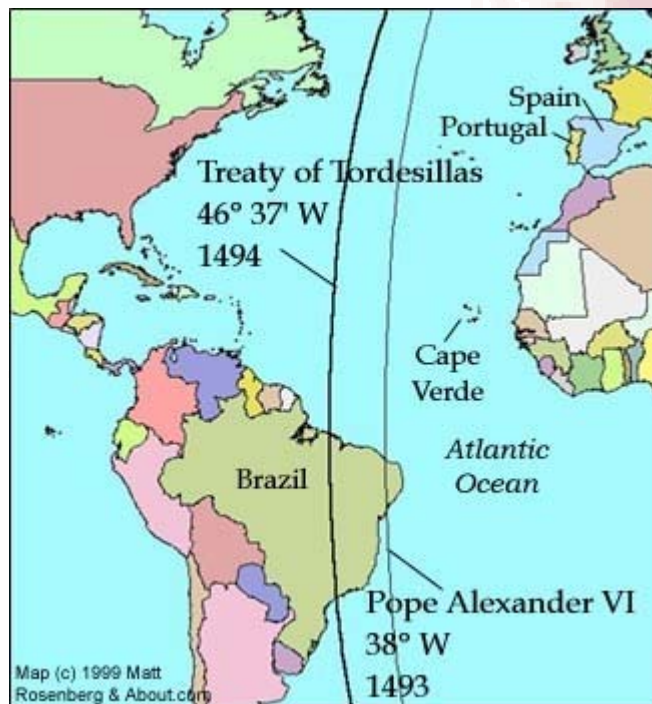 Spain
Portugal
Treaty of Tordesillas
46° 37' W
1494
Cape
Verde
Atlantic
Ocean
Brazil
Pope Alexander VI
38° W
1493
Map (c) 1999 Matt
Rosenberg & About.com